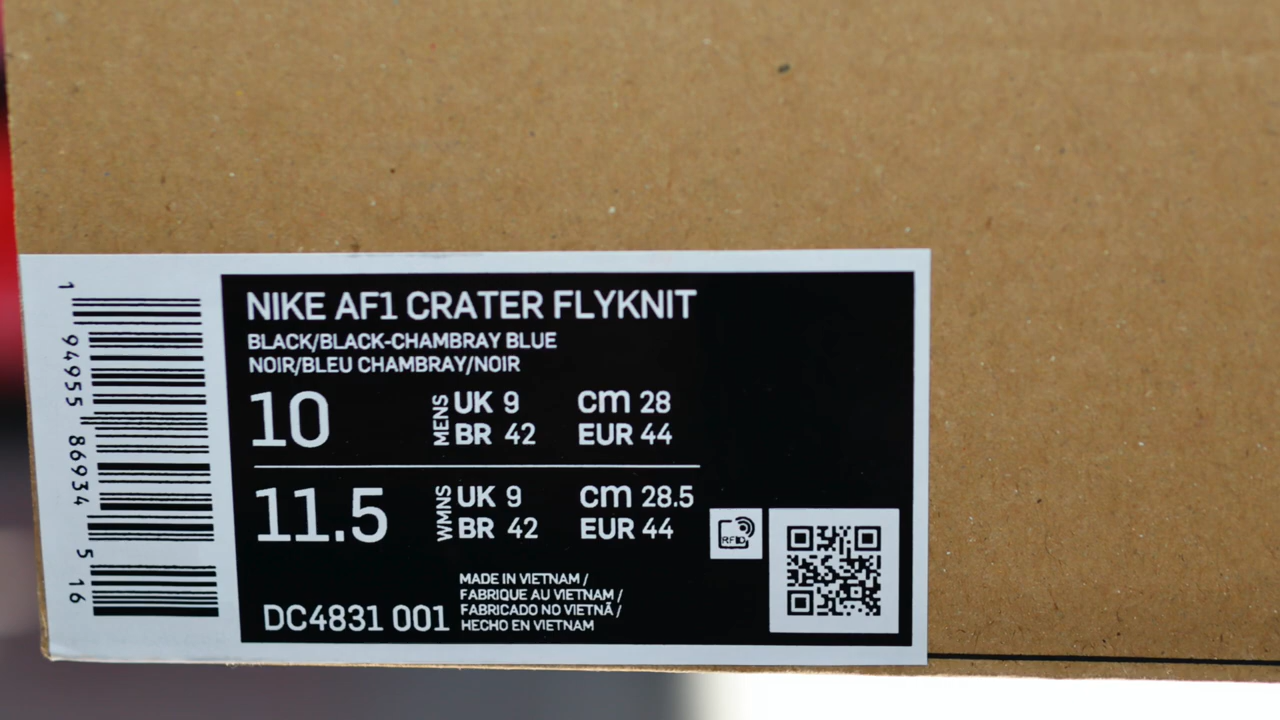 1 94955 86934 5 16
NIKE AF1 CRATER FLYKNIT
BLACK/BLACK-CHAMBRAY BLUE
NOIR/BLEU CHAMBRAY/NOIR
10 MENS UK 9 cm 28
BR 42 EUR 44
11.5 WMNS UK 9 cm 28.5
BR 42 EUR 44
RFID
DC4831 001
MADE IN VIETNAM /
FABRIQUE AU VIETNAM /
FABRICADO NO VIETNÃ /
HECHO EN VIETNAM